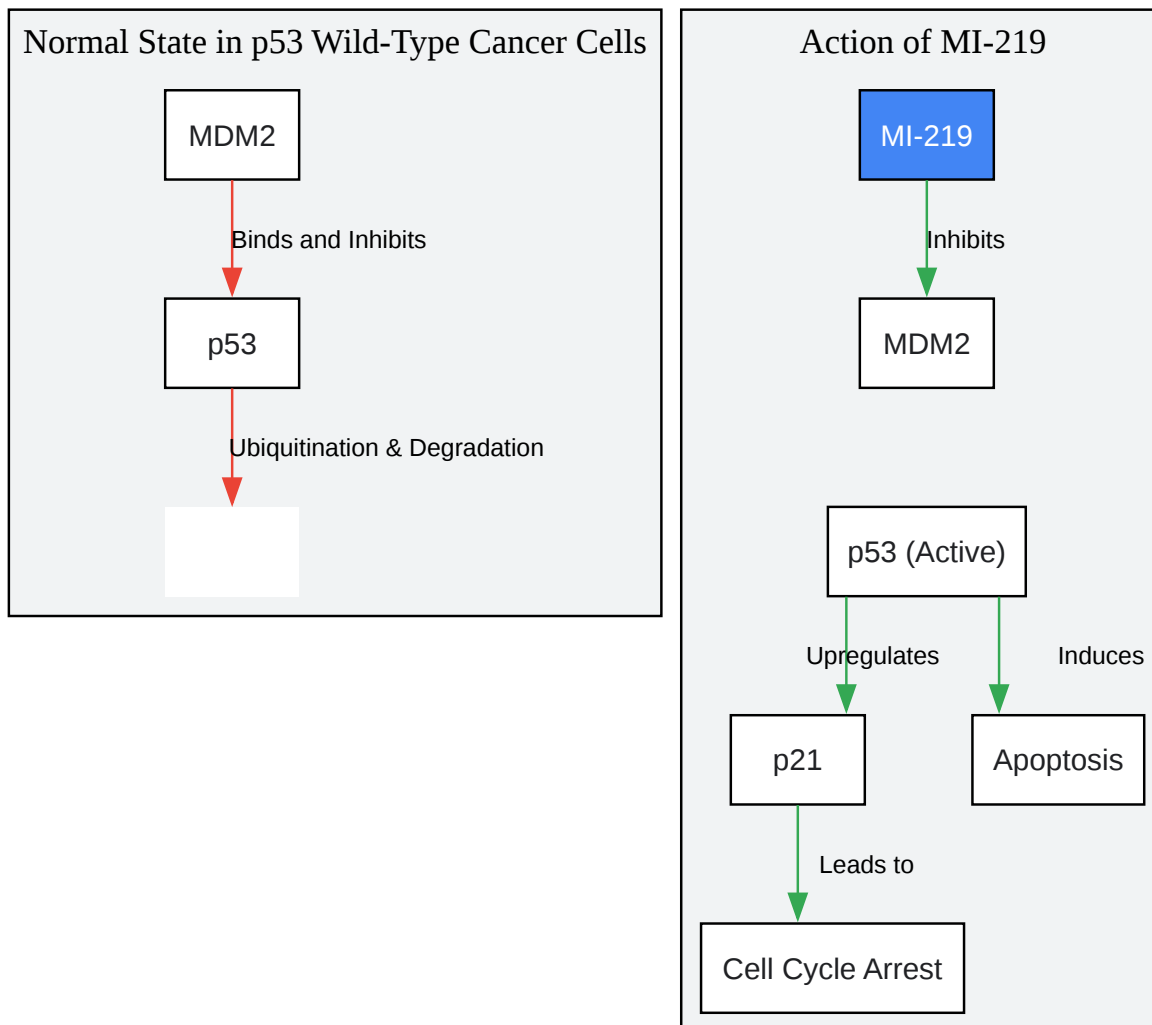 Normal State in p53 Wild-Type Cancer Cells
MDM2
Binds and Inhibits
p53
Ubiquitination & Degradation
Action of MI-219
MI-219
Inhibits
MDM2
p53 (Active)
Upregulates
Induces
p21
Apoptosis
Leads to
Cell Cycle Arrest